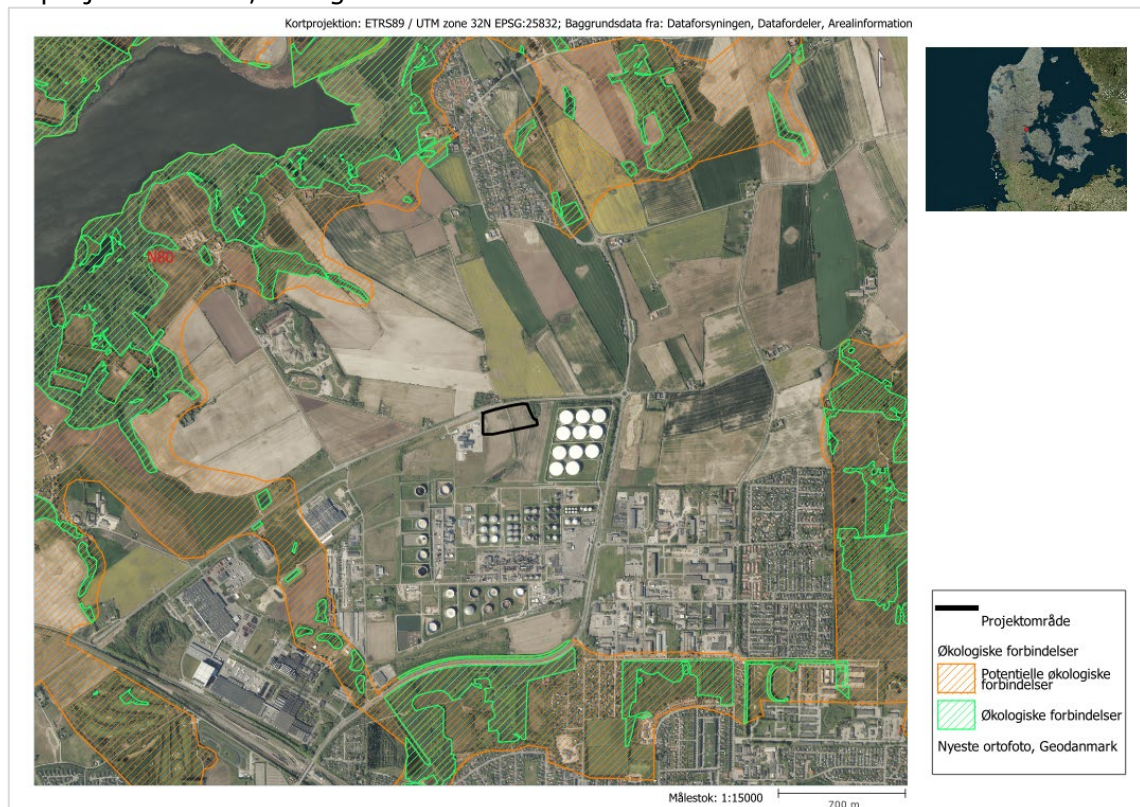 Kortprojektion: ETRS89 / UTM zone 32N EPSG:25832; Baggrundsdata fra: Dataforsyningen, Datafordeler, Arealinformation
N80
Projektområde
Økologiske forbindelser
Potentielle økologiske
forbindelser
Økologiske forbindelser
Nyeste ortofoto, Geodanmark
Målestok: 1:15000
700 m